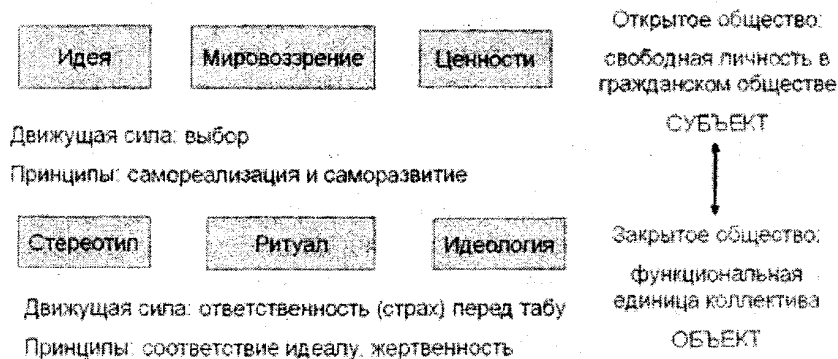 Идея
Мировоззрение
Ценности
Открытое общество:
свободная личность в
гражданском обществе
СУБЪЕКТ
Движущая сила: выбор
Принципы: самореализация и саморазвитие
Стереотип
Ритуал
Идеология
Закрытое общество:
функциональная
единица коллектива
ОБЪЕКТ
Движущая сила: ответственность (страх) перед табу
Принципы: соответствие идеалу, жертвенность